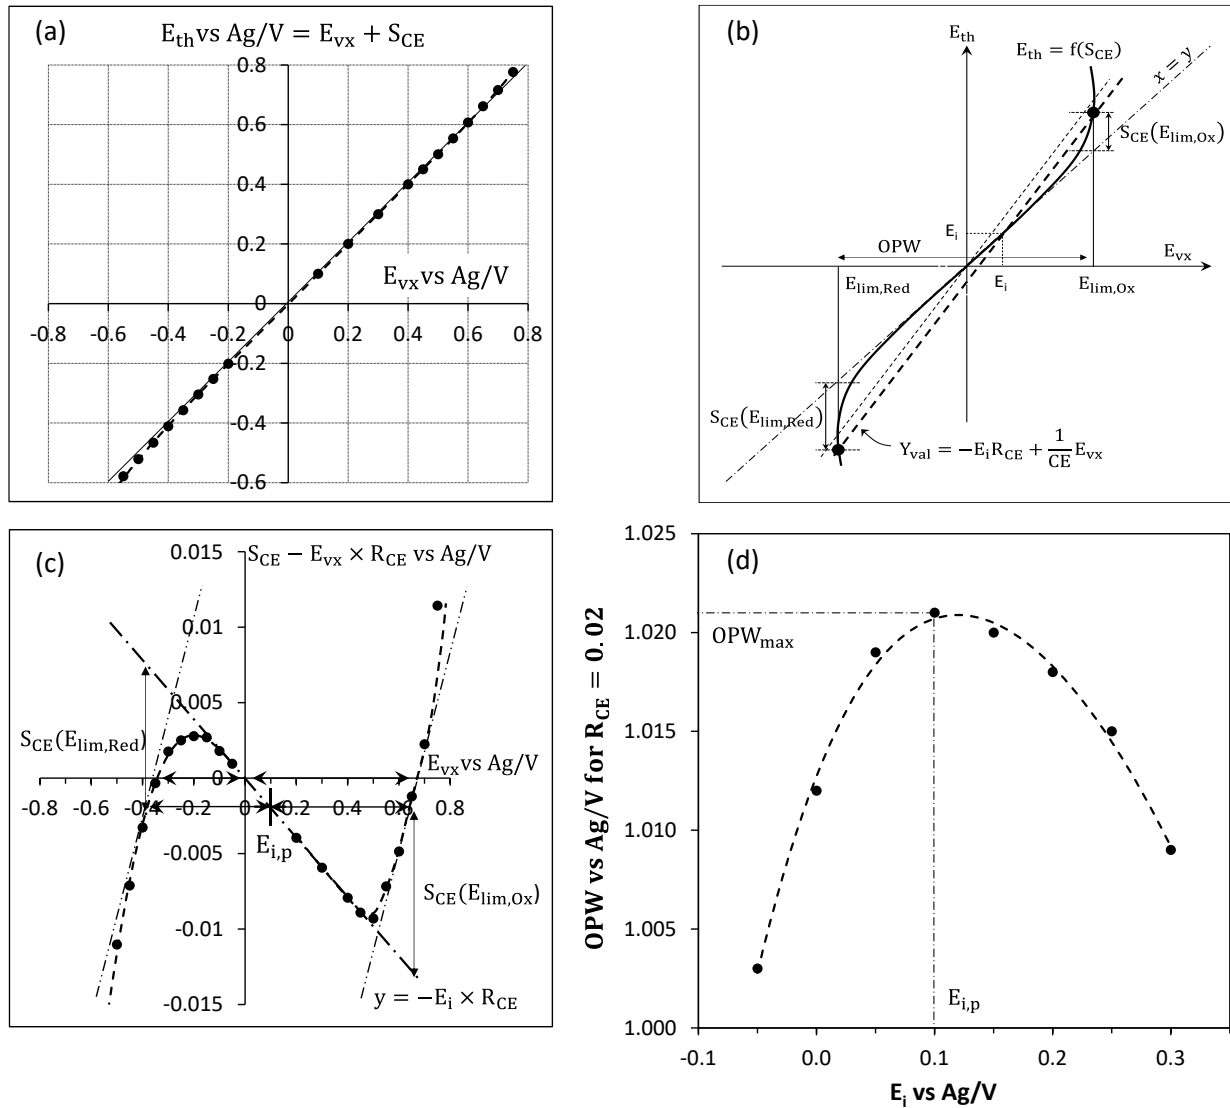 (a)
E_th vs Ag/V = E_vx + S_CE
0.8
0.6
0.4
0.2
E_vx vs Ag/V
0
-0.8 -0.6 -0.4 -0.2 0 0.2 0.4 0.6 0.8
-0.2
-0.4
-0.6
(b)
E_th
E_th = f(S_CE)
x = y
S_CE(E_lim,Ox)
E_i
OPW
E_vx
E_lim,Red
E_i
E_lim,Ox
S_CE(E_lim,Red)
Y_val = −E_i R_CE + 1/CE E_vx
(c)
0.015
S_CE − E_vx × R_CE vs Ag/V
0.01
0.005
S_CE(E_lim,Red)
E_vx vs Ag/V
0
-0.8 -0.6 -0.4 -0.2 0 0.2 0.4 0.6 0.8
E_i,p
-0.005
S_CE(E_lim,Ox)
-0.01
y = −E_i × R_CE
-0.015
(d)
OPW vs Ag/V for R_CE = 0.02
1.025
1.020
1.015
1.010
1.005
1.000
OPW_max
E_i,p
-0.1 0.0 0.1 0.2 0.3
E_i vs Ag/V